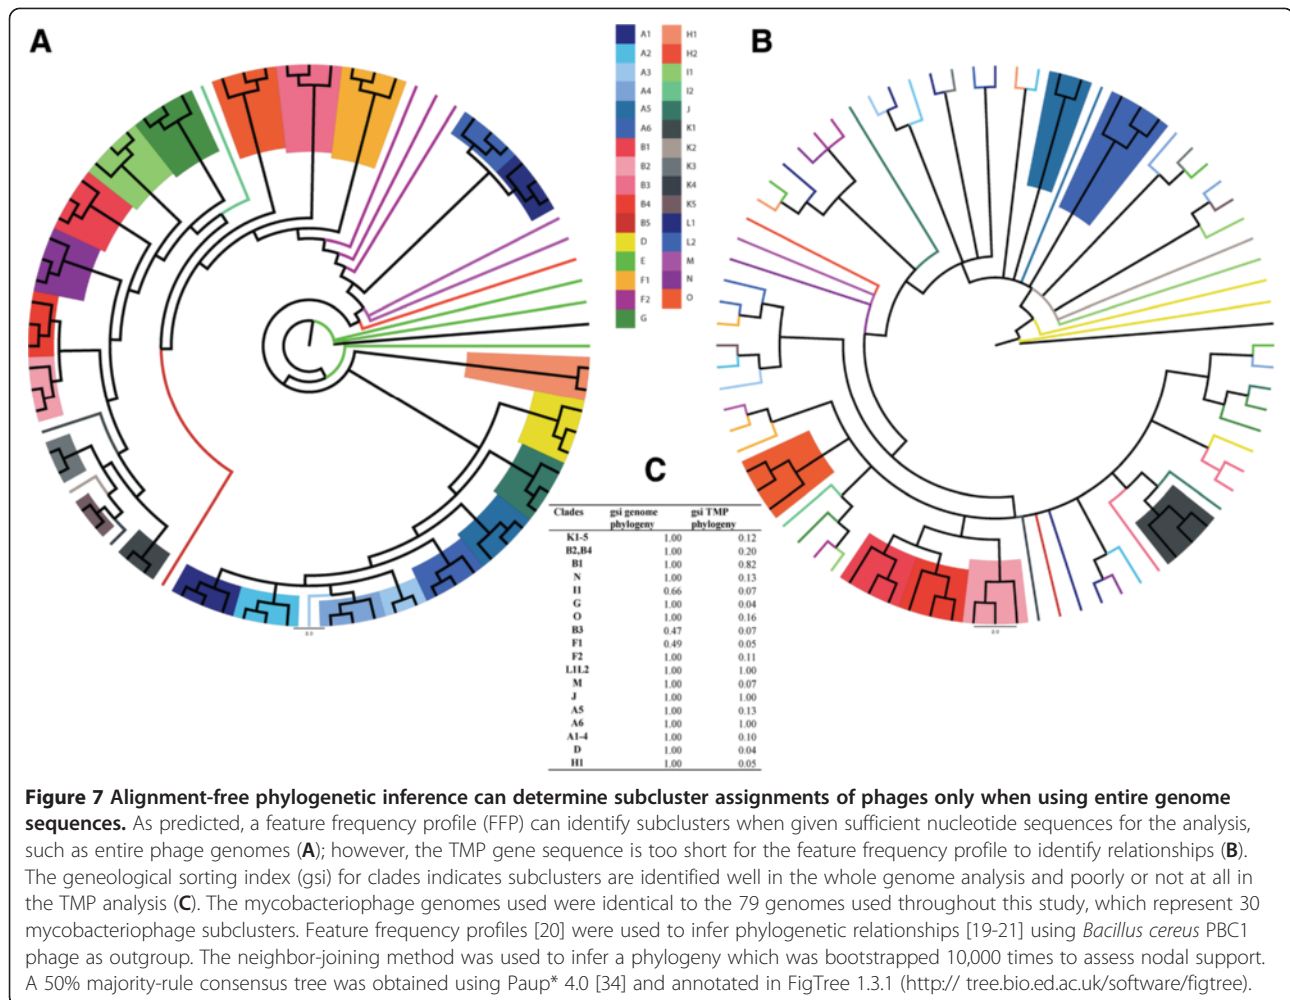 A
B
A1
A2
A3
A4
A5
A6
B1
B2
B3
B4
B5
D
E
F1
F2
G
H1
H2
I1
I2
J
K1
K2
K3
K4
K5
L1
L2
M
N
O
C
Clades gsi genome phylogeny gsi TMP phylogeny
K1-5 1.00 0.12
B2,B4 1.00 0.20
B1 1.00 0.82
N 1.00 0.13
I1 0.66 0.07
G 1.00 0.04
O 1.00 0.16
B3 0.47 0.07
F1 0.49 0.05
F2 1.00 0.11
L1L2 1.00 1.00
M 1.00 0.07
J 1.00 1.00
A5 1.00 0.13
A6 1.00 1.00
A1-4 1.00 0.10
D 1.00 0.04
H1 1.00 0.05
Figure 7 Alignment-free phylogenetic inference can determine subcluster assignments of phages only when using entire genome
sequences. As predicted, a feature frequency profile (FFP) can identify subclusters when given sufficient nucleotide sequences for the analysis,
such as entire phage genomes (A); however, the TMP gene sequence is too short for the feature frequency profile to identify relationships (B).
The geneological sorting index (gsi) for clades indicates subclusters are identified well in the whole genome analysis and poorly or not at all in
the TMP analysis (C). The mycobacteriophage genomes used were identical to the 79 genomes used throughout this study, which represent 30
mycobacteriophage subclusters. Feature frequency profiles [20] were used to infer phylogenetic relationships [19-21] using Bacillus cereus PBC1
phage as outgroup. The neighbor-joining method was used to infer a phylogeny which was bootstrapped 10,000 times to assess nodal support.
A 50% majority-rule consensus tree was obtained using Paup* 4.0 [34] and annotated in FigTree 1.3.1 (http:// tree.bio.ed.ac.uk/software/figtree).